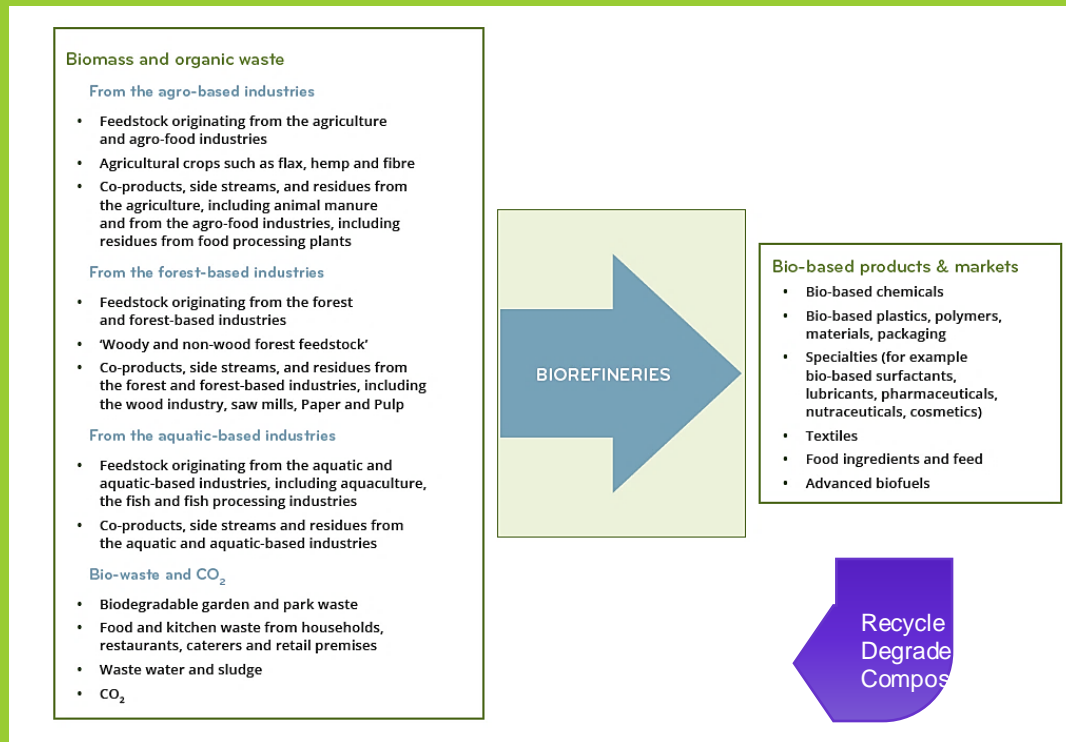 Biomass and organic waste
From the agro-based industries
• Feedstock originating from the agriculture
and agro-food industries
• Agricultural crops such as flax, hemp and fibre
• Co-products, side streams, and residues from
the agriculture, including animal manure
and from the agro-food industries, including
residues from food processing plants
From the forest-based industries
• Feedstock originating from the forest
and forest-based industries
• ‘Woody and non-wood forest feedstock’
• Co-products, side streams, and residues from
the forest and forest-based industries, including
the wood industry, saw mills, Paper and Pulp
From the aquatic-based industries
• Feedstock originating from the aquatic and
aquatic-based industries, including aquaculture,
the fish and fish processing industries
• Co-products, side streams and residues from
the aquatic and aquatic-based industries
Bio-waste and CO₂
• Biodegradable garden and park waste
• Food and kitchen waste from households,
restaurants, caterers and retail premises
• Waste water and sludge
• CO₂
BIOREFINERIES
Bio-based products & markets
• Bio-based chemicals
• Bio-based plastics, polymers,
materials, packaging
• Specialties (for example
bio-based surfactants,
lubricants, pharmaceuticals,
nutraceuticals, cosmetics)
• Textiles
• Food ingredients and feed
• Advanced biofuels
Recycle
Degrade
Compos